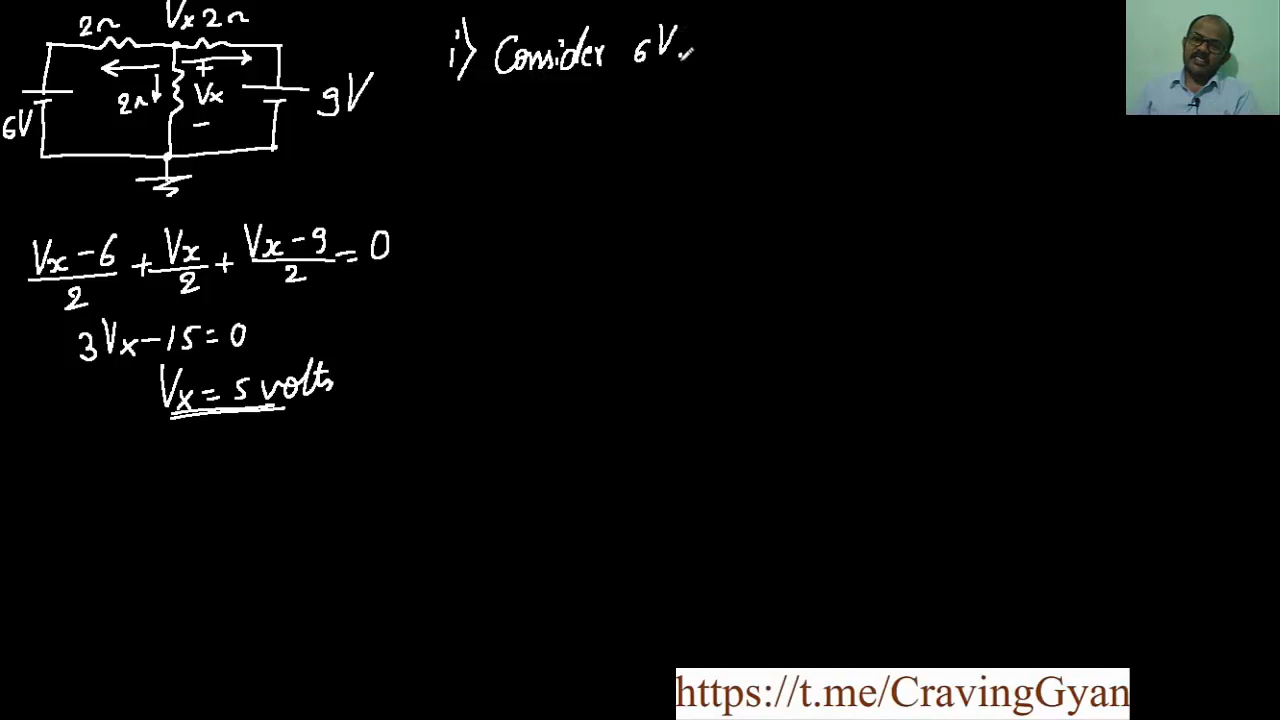 2Ω Vx 2Ω
6V 2Ω + Vx − 9V
Vx − 6 / 2 + Vx / 2 + Vx − 9 / 2 = 0
3Vx − 15 = 0
Vx = 5 volts
i) Consider 6V
https://t.me/CravingGyan